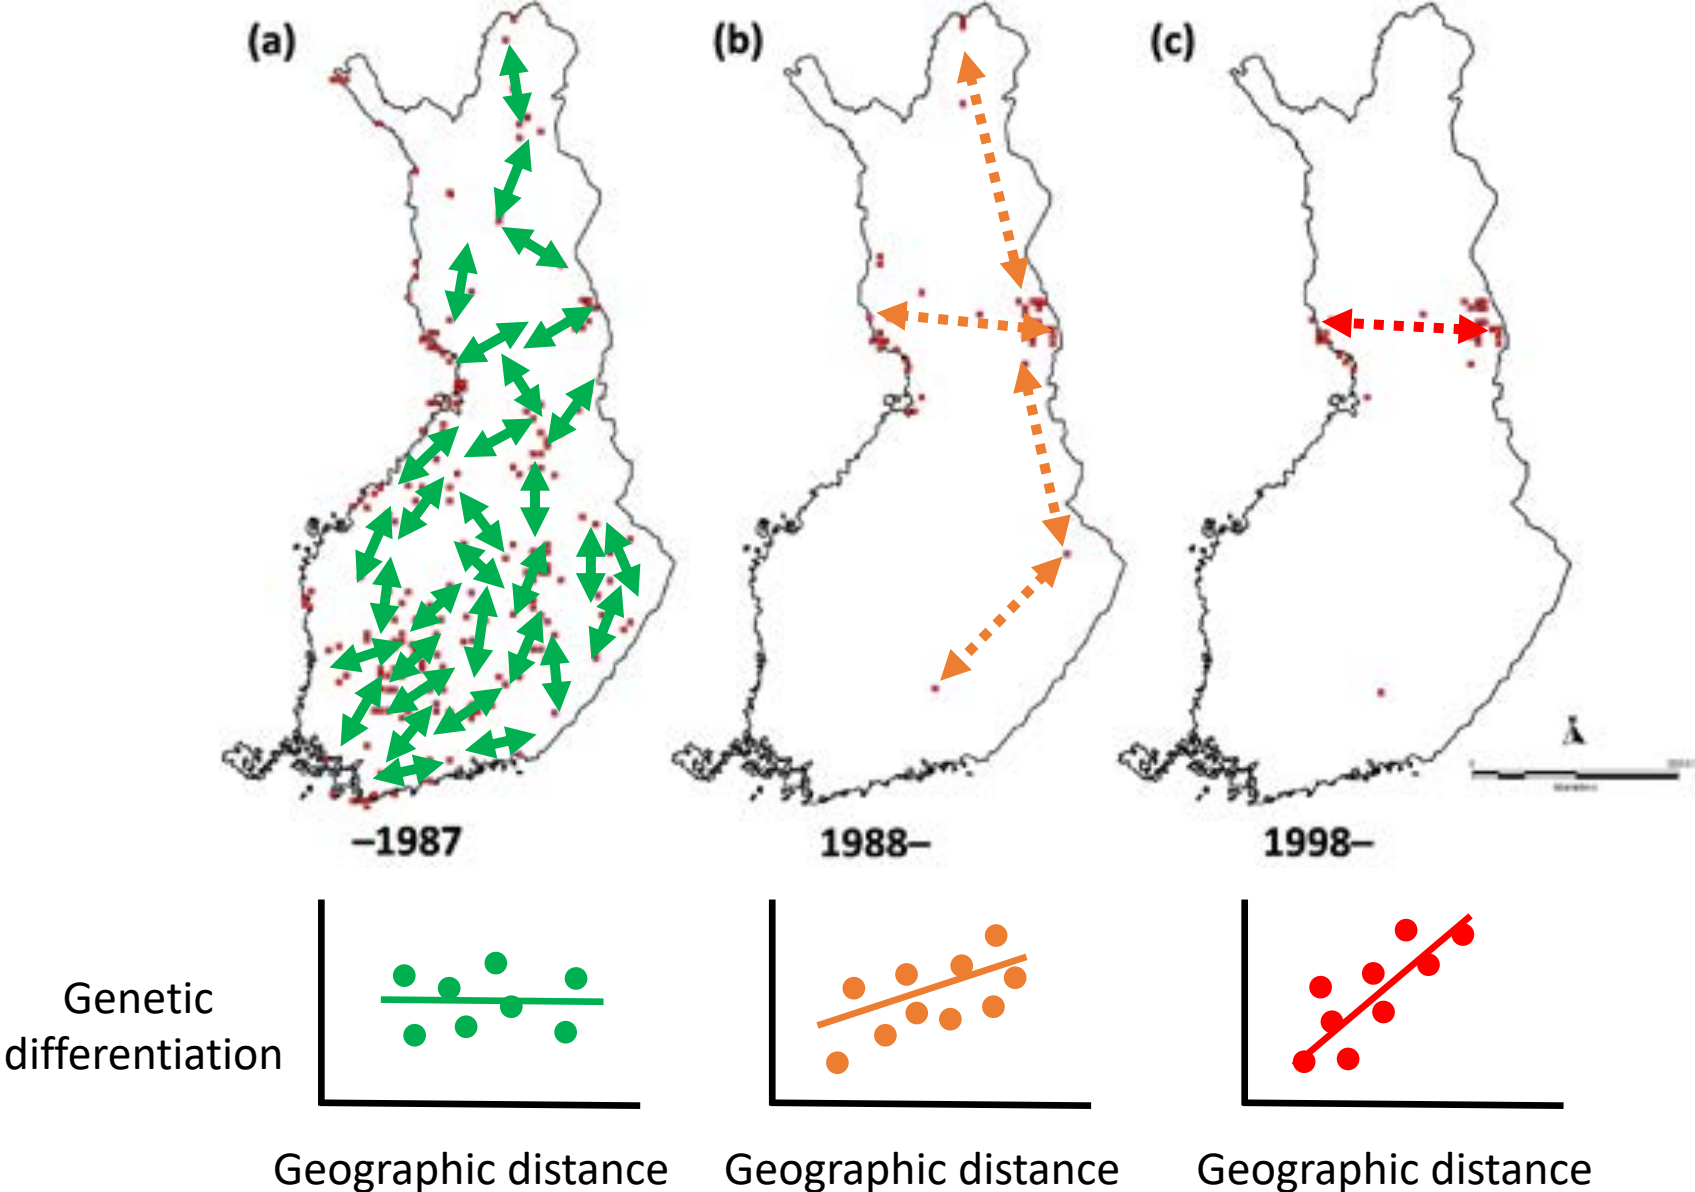 (a)
(b)
(c)
–1987
1988–
1998–
Genetic
differentiation
Geographic distance
Geographic distance
Geographic distance